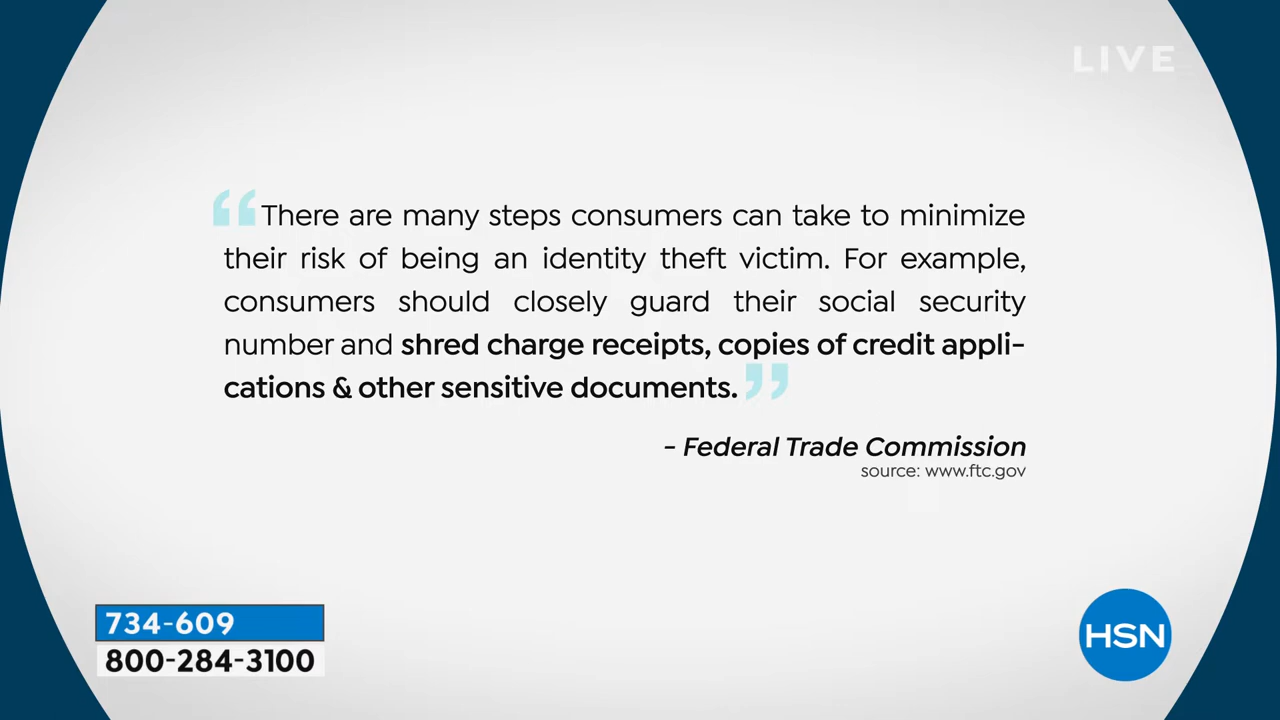 LIVE
“There are many steps consumers can take to minimize
their risk of being an identity theft victim. For example,
consumers should closely guard their social security
number and shred charge receipts, copies of credit appli-
cations & other sensitive documents.”
- Federal Trade Commission
source: www.ftc.gov
734-609
800-284-3100
HSN